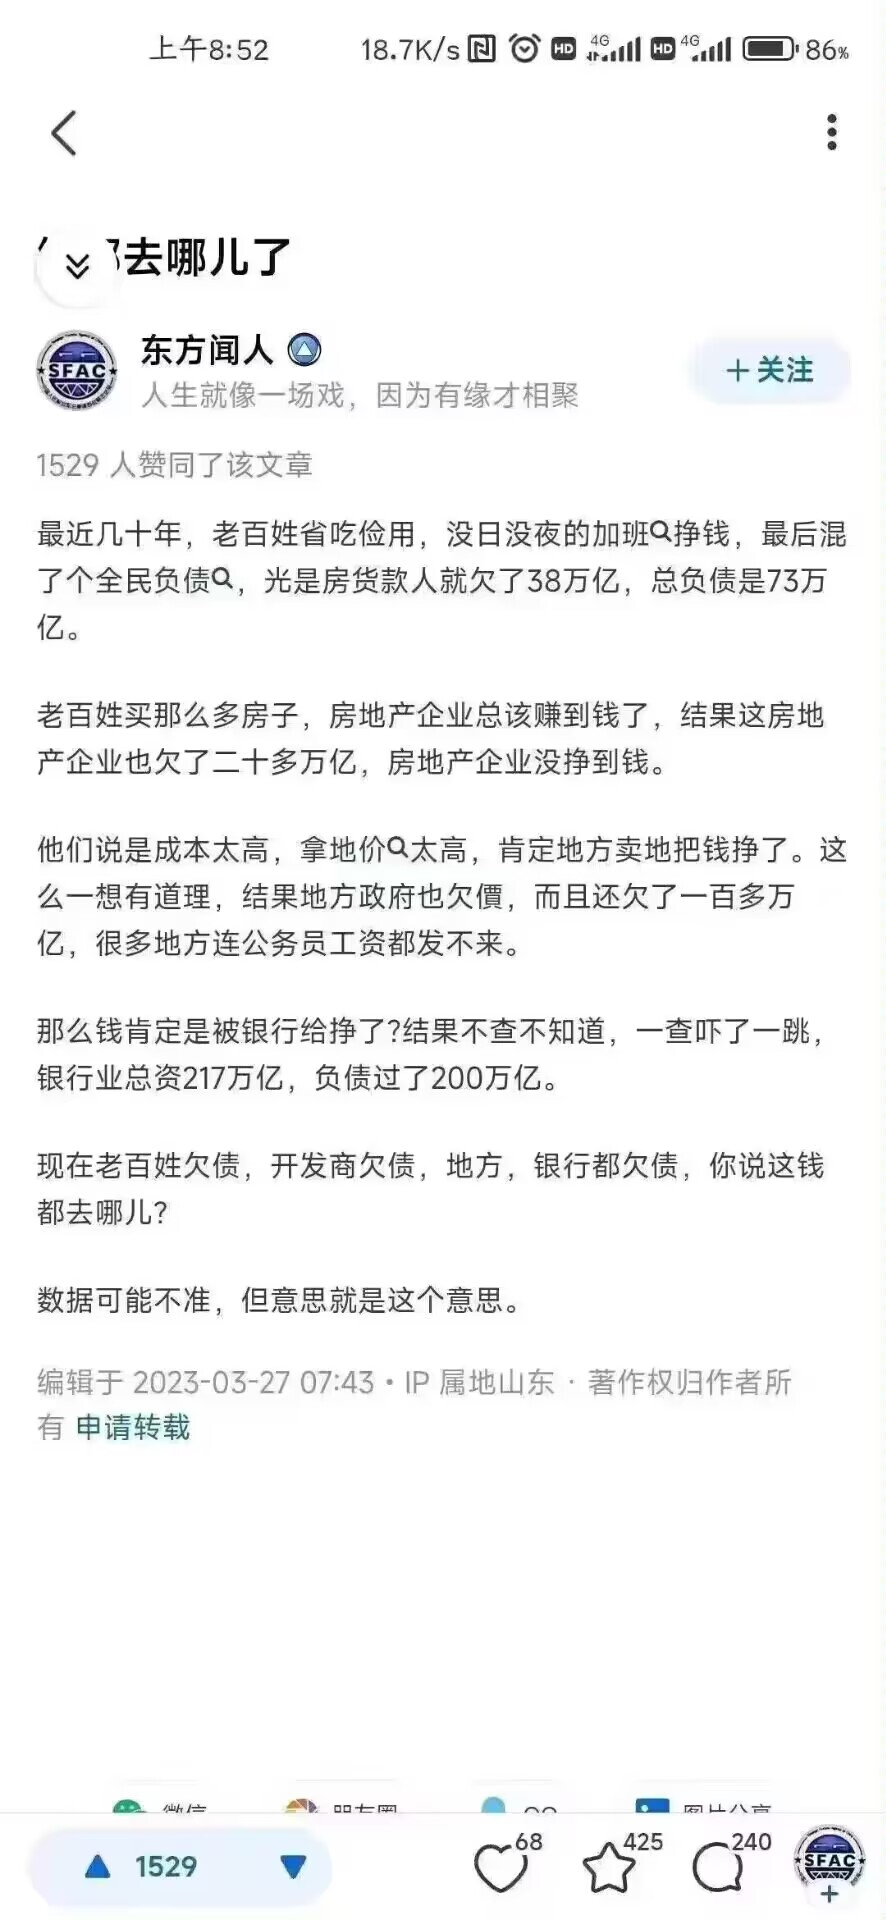 上午8:52 18.7K/s HD 4G HD 4G 86%
去哪儿了
SFAC
东方闻人
人生就像一场戏，因为有缘才相聚
＋关注
1529 人赞同了该文章
最近几十年，老百姓省吃俭用，没日没夜的加班挣钱，最后混
了个全民负债，光是房货款人就欠了38万亿，总负债是73万
亿。
老百姓买那么多房子，房地产企业总该赚到钱了，结果这房地
产企业也欠了二十多万亿，房地产企业没挣到钱。
他们说是成本太高，拿地价太高，肯定地方卖地把钱挣了。这
么一想有道理，结果地方政府也欠價，而且还欠了一百多万
亿，很多地方连公务员工资都发不来。
那么钱肯定是被银行给挣了?结果不查不知道，一查吓了一跳，
银行业总资217万亿，负债过了200万亿。
现在老百姓欠债，开发商欠债，地方，银行都欠债，你说这钱
都去哪儿?
数据可能不准，但意思就是这个意思。
编辑于 2023-03-27 07:43・IP 属地山东 · 著作权归作者所
有 申请转载
微信 朋友圈 QQ 图片分享
1529 68 425 240 SFAC